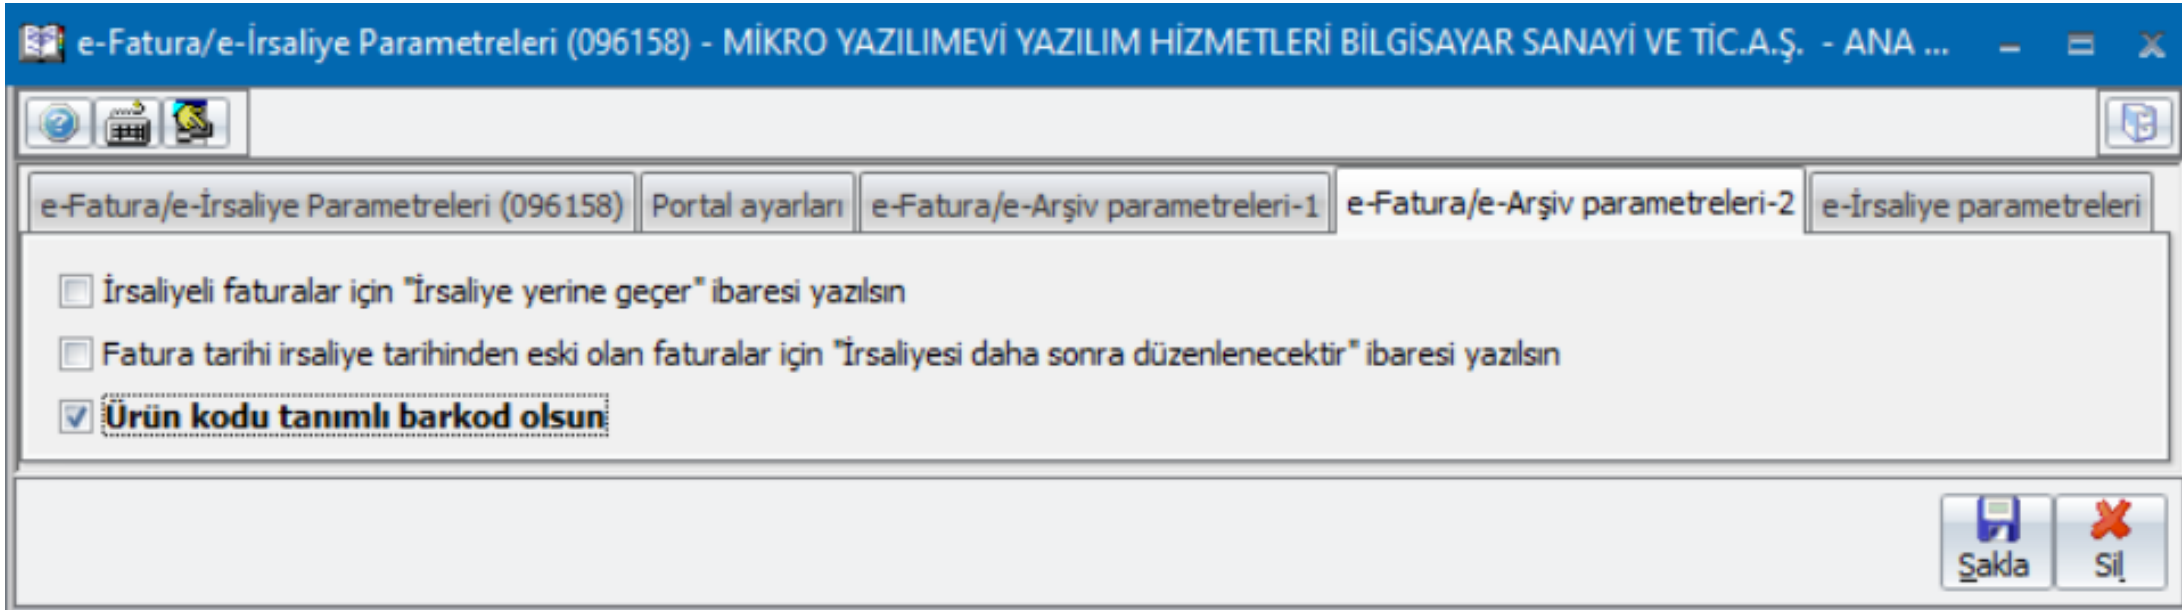 e-Fatura/e-İrsaliye Parametreleri (096158) - MİKRO YAZILIMEVİ YAZILIM HİZMETLERİ BİLGİSAYAR SANAYİ VE TİC.A.Ş. - ANA ...
e-Fatura/e-İrsaliye Parametreleri (096158) Portal ayarları e-Fatura/e-Arşiv parametreleri-1 e-Fatura/e-Arşiv parametreleri-2 e-İrsaliye parametreleri
İrsaliyeli faturalar için "İrsaliye yerine geçer" ibaresi yazılsın
Fatura tarihi irsaliye tarihinden eski olan faturalar için "İrsaliyesi daha sonra düzenlenecektir" ibaresi yazılsın
Ürün kodu tanımlı barkod olsun
Sakla Sil